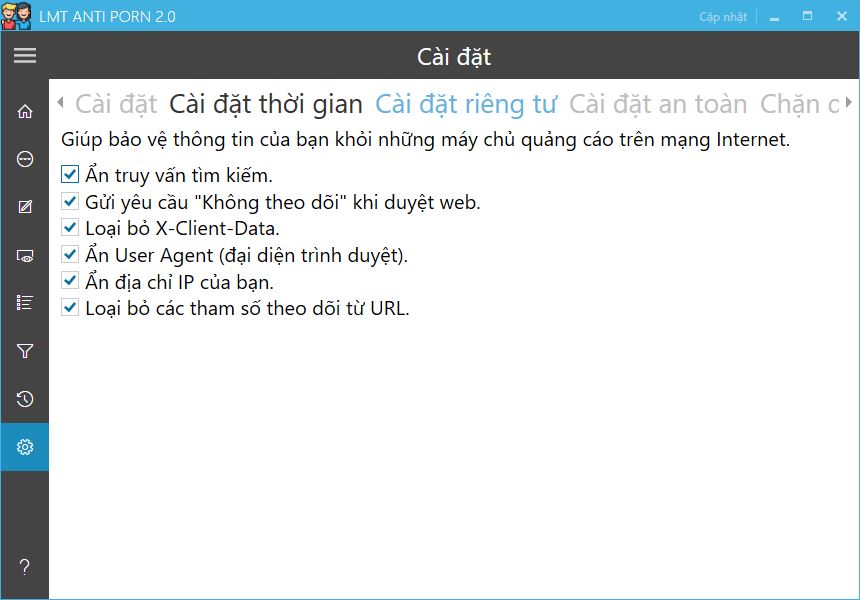 LMT ANTI PORN 2.0
Cập nhật
Cài đặt
Cài đặt Cài đặt thời gian Cài đặt riêng tư Cài đặt an toàn Chặn
Giúp bảo vệ thông tin của bạn khỏi những máy chủ quảng cáo trên mạng Internet.
Ẩn truy vấn tìm kiếm.
Gửi yêu cầu "Không theo dõi" khi duyệt web.
Loại bỏ X-Client-Data.
Ẩn User Agent (đại diện trình duyệt).
Ẩn địa chỉ IP của bạn.
Loại bỏ các tham số theo dõi từ URL.
?